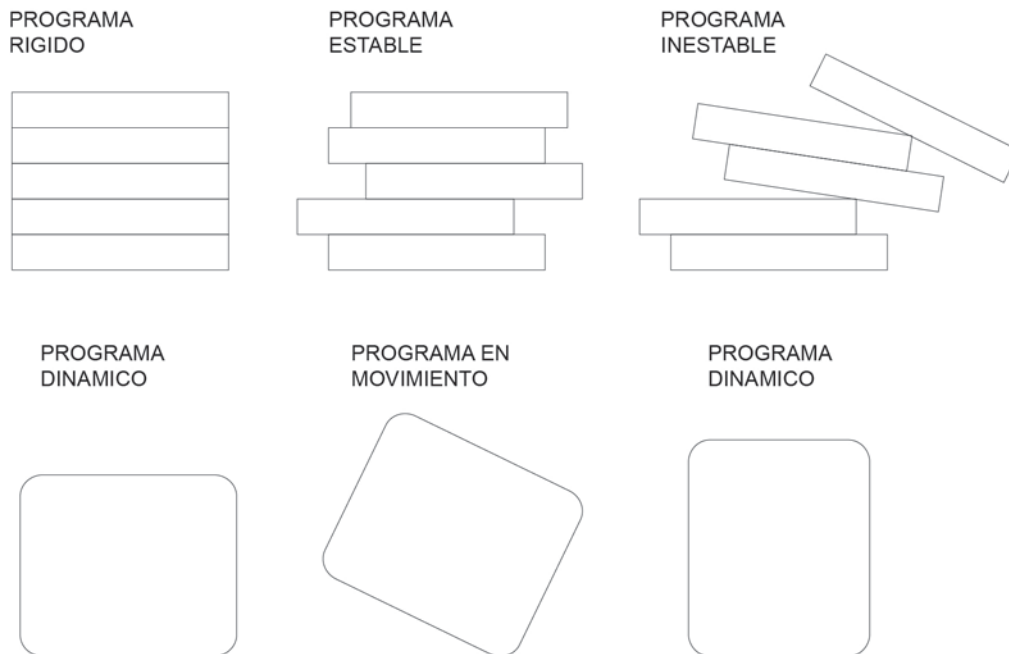 PROGRAMA
RIGIDO
PROGRAMA
ESTABLE
PROGRAMA
INESTABLE
PROGRAMA
DINAMICO
PROGRAMA EN
MOVIMIENTO
PROGRAMA
DINAMICO